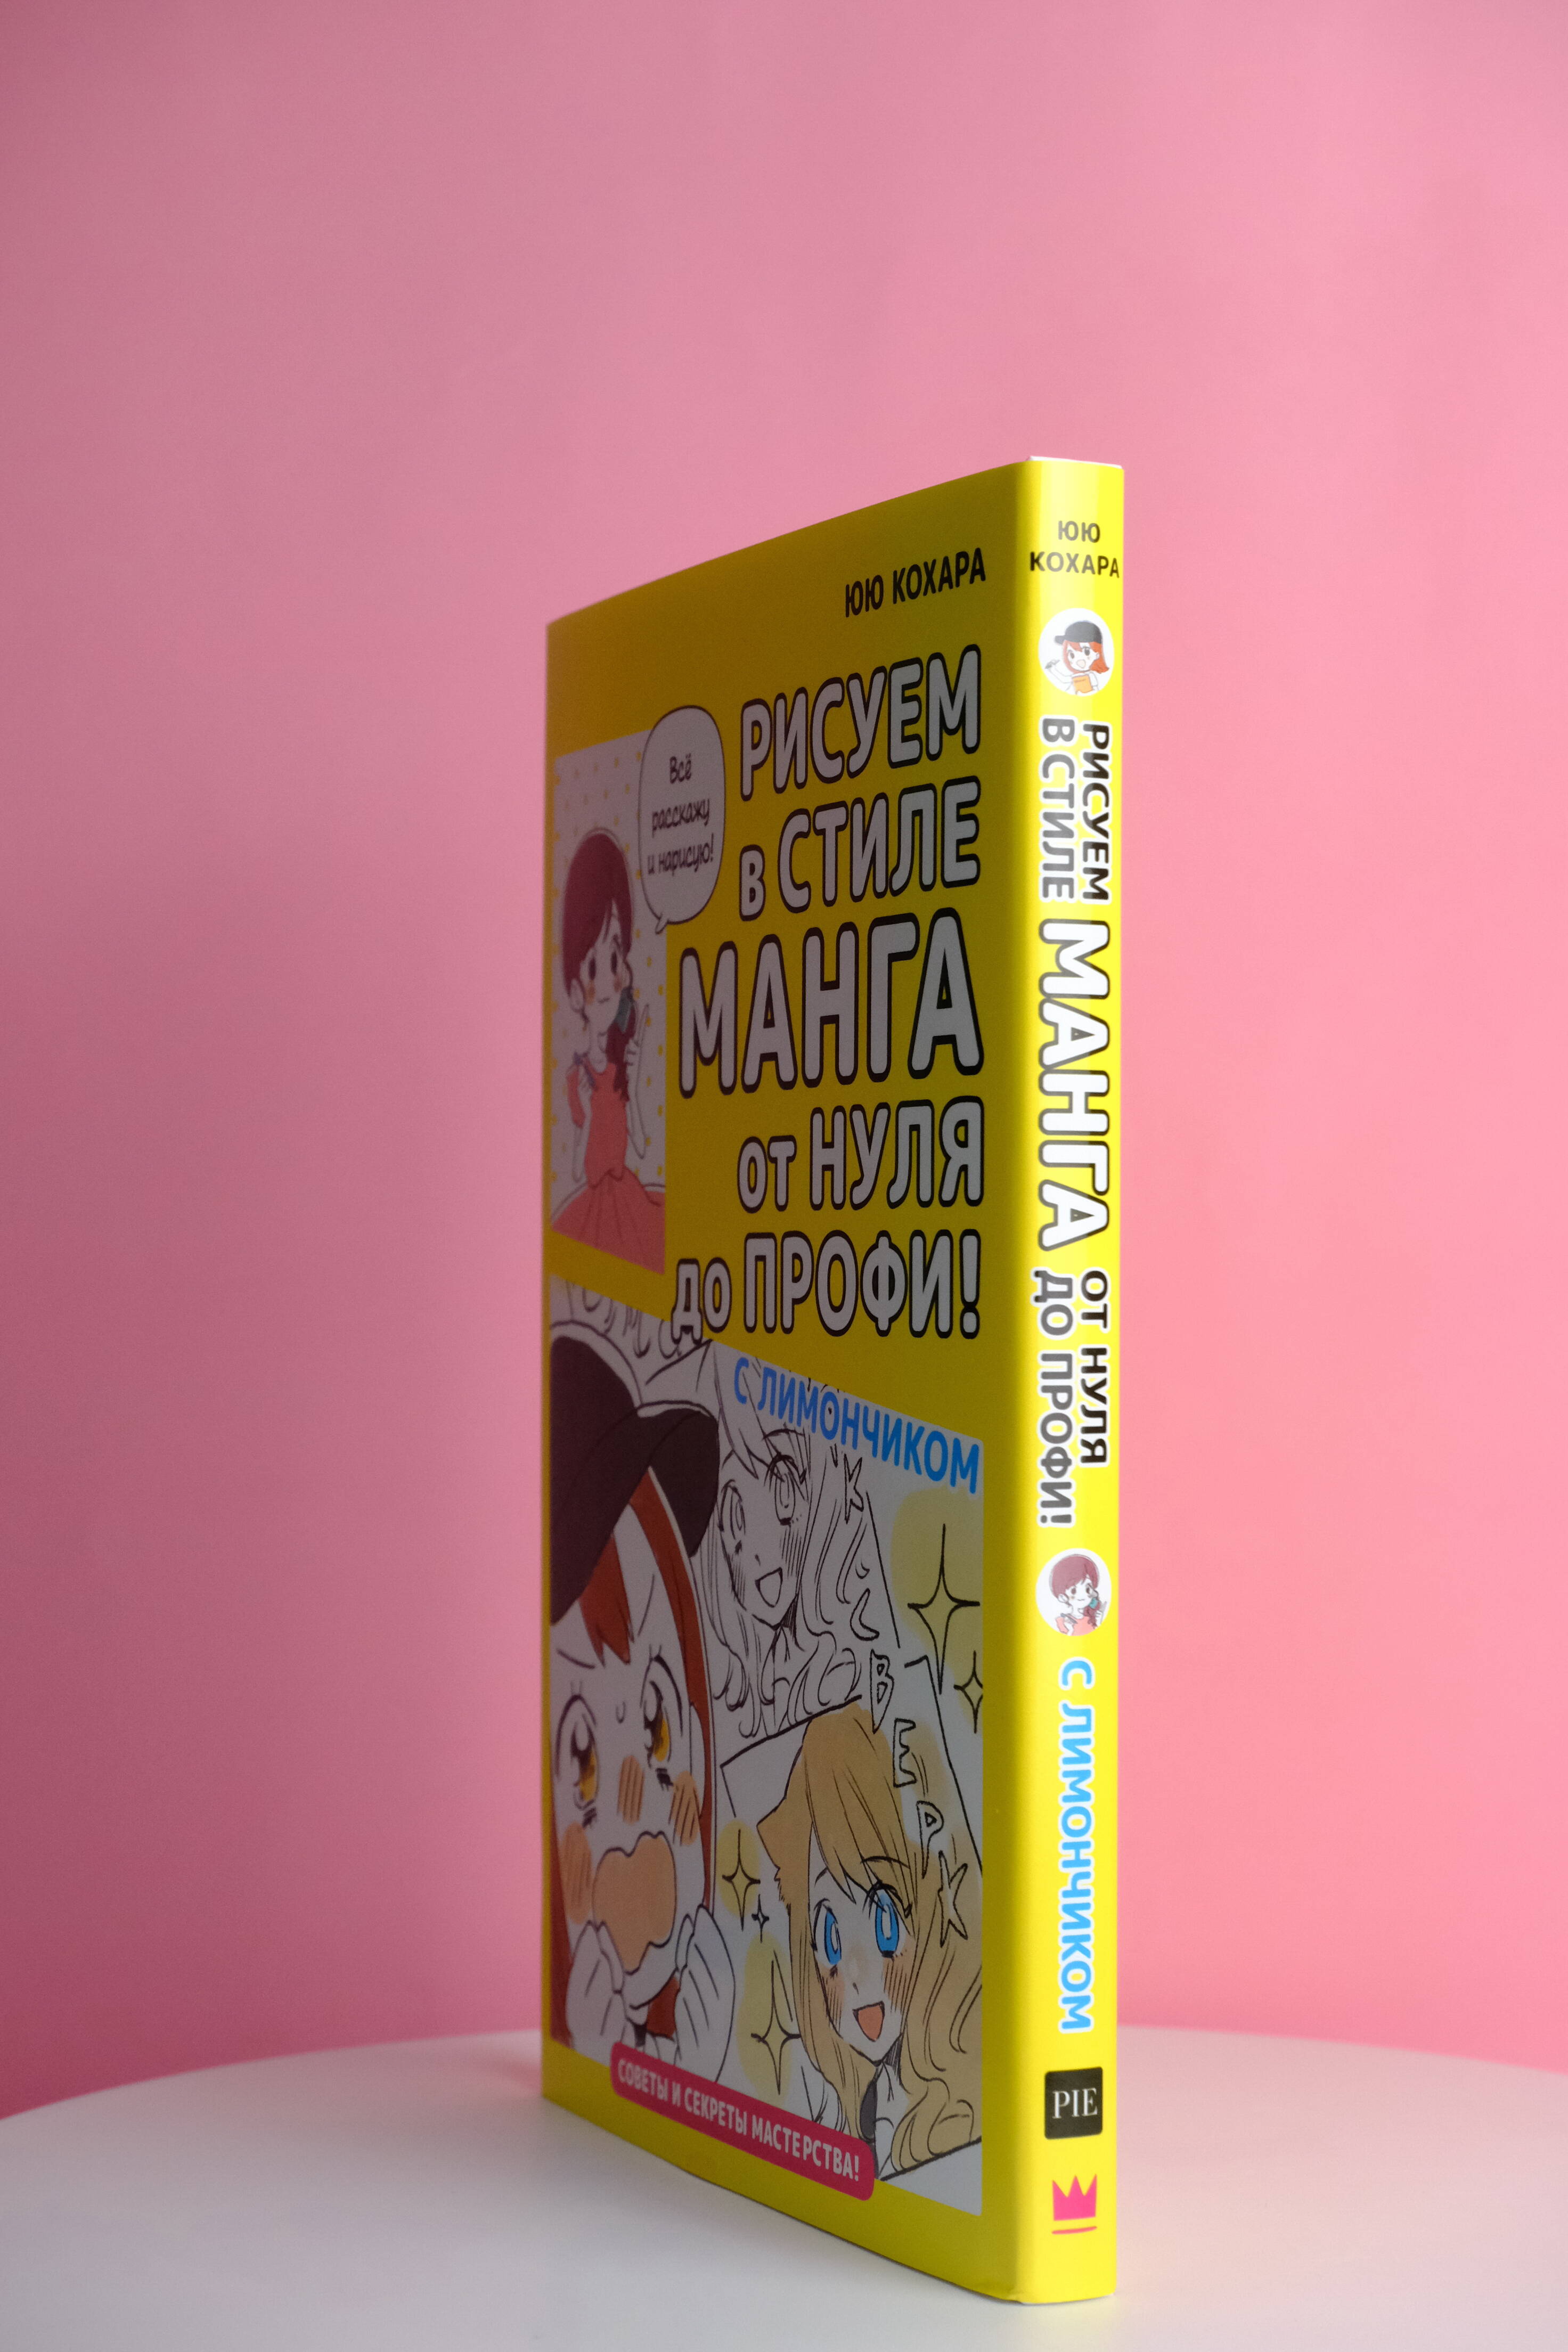 ЮЮ КОХАРА
Всё
расскажу
и нарисую!
РИСУЕМ
в СТИЛЕ
МАНГА
от НУЛЯ
до ПРОФИ!
С ЛИМОНЧИКОМ
К
С
В
Е
Р
К
СОВЕТЫ И СЕКРЕТЫ МАСТЕРСТВА!
ЮЮ
КОХАРА
РИСУЕМ
В СТИЛЕ
МАНГА
ОТ НУЛЯ
ДО ПРОФИ!
С ЛИМОНЧИКОМ
PIE